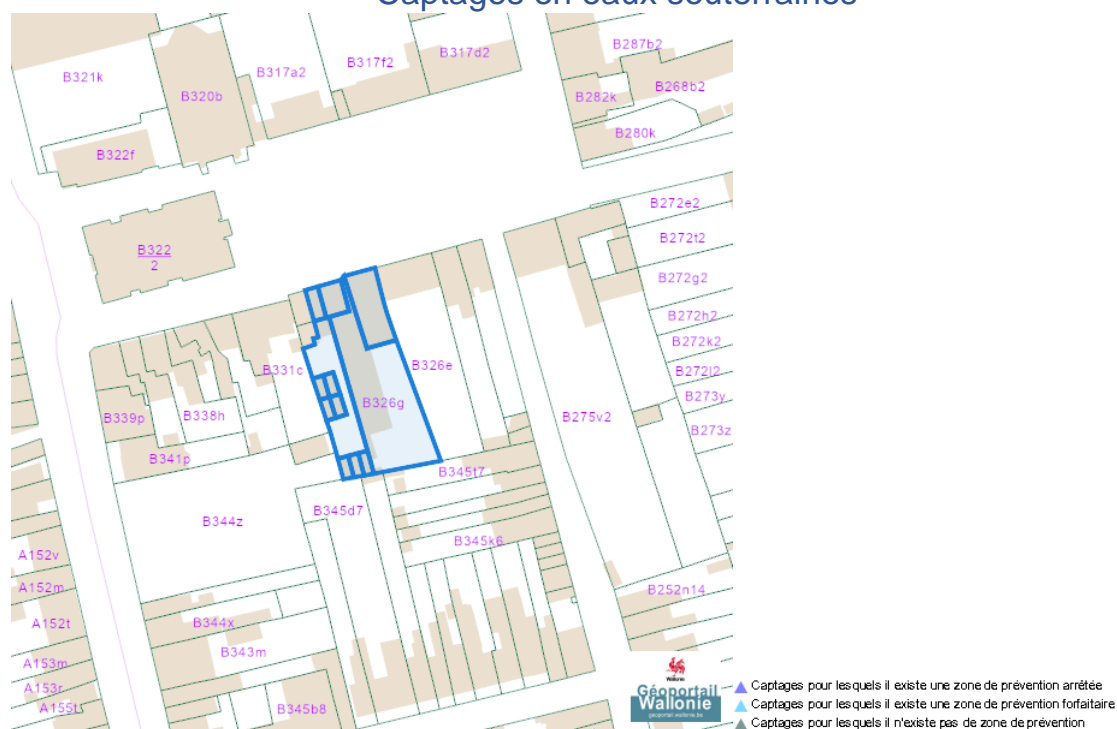 Captages en eaux souterraines
B287b2
B317d2
B317f2
B317a2
B321k
B268b2
B320b
B282k
B280k
B322f
B272e2
B272t2
B322
2
B272g2
B272h2
B272k2
B331c
B326e
B272l2
B273y
B326g
B338h
B339p
B275v2
B273z
B341p
B345t7
B345d7
B344z
B345k6
A152v
A152m
B252n14
A152t
B344x
B343m
A153m
A153r
B345b8
A155t
Wallonie
Géoportail
Wallonie
geoportail.wallonie.be
Captages pour lesquels il existe une zone de prévention arrêtée
Captages pour lesquels il existe une zone de prévention forfaitaire
Captages pour lesquels il n'existe pas de zone de prévention